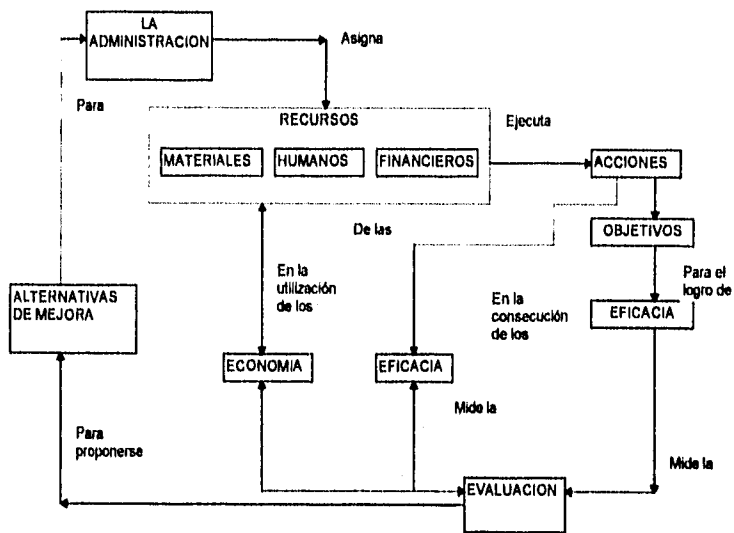 LA
ADMINISTRACION
Asigna
Para
RECURSOS
Ejecuta
MATERIALES
HUMANOS
FINANCIEROS
ACCIONES
De las
OBJETIVOS
En la
utilización
de los
Para el
logro de
ALTERNATIVAS
DE MEJORA
En la
consecución
de los
EFICACIA
ECONOMIA
EFICACIA
Mide la
Para
proponerse
Mide la
EVALUACION